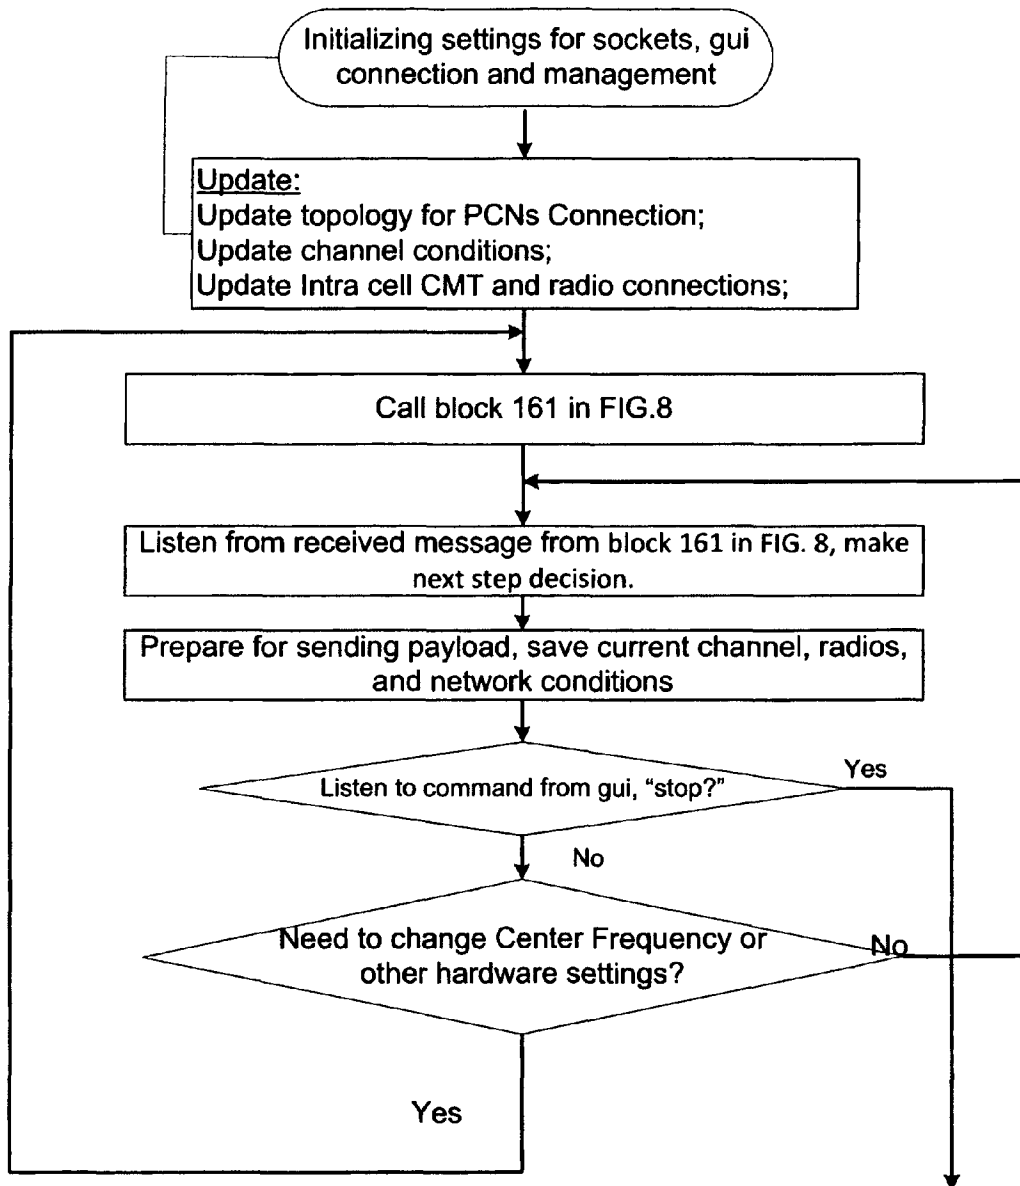 Initializing settings for sockets, gui
connection and management
Update:
Update topology for PCNs Connection;
Update channel conditions;
Update Intra cell CMT and radio connections;
Call block 161 in FIG.8
Listen from received message from block 161 in FIG. 8, make
next step decision.
Prepare for sending payload, save current channel, radios,
and network conditions
Listen to command from gui, “stop?”
Yes
No
Need to change Center Frequency or
other hardware settings?
No
Yes